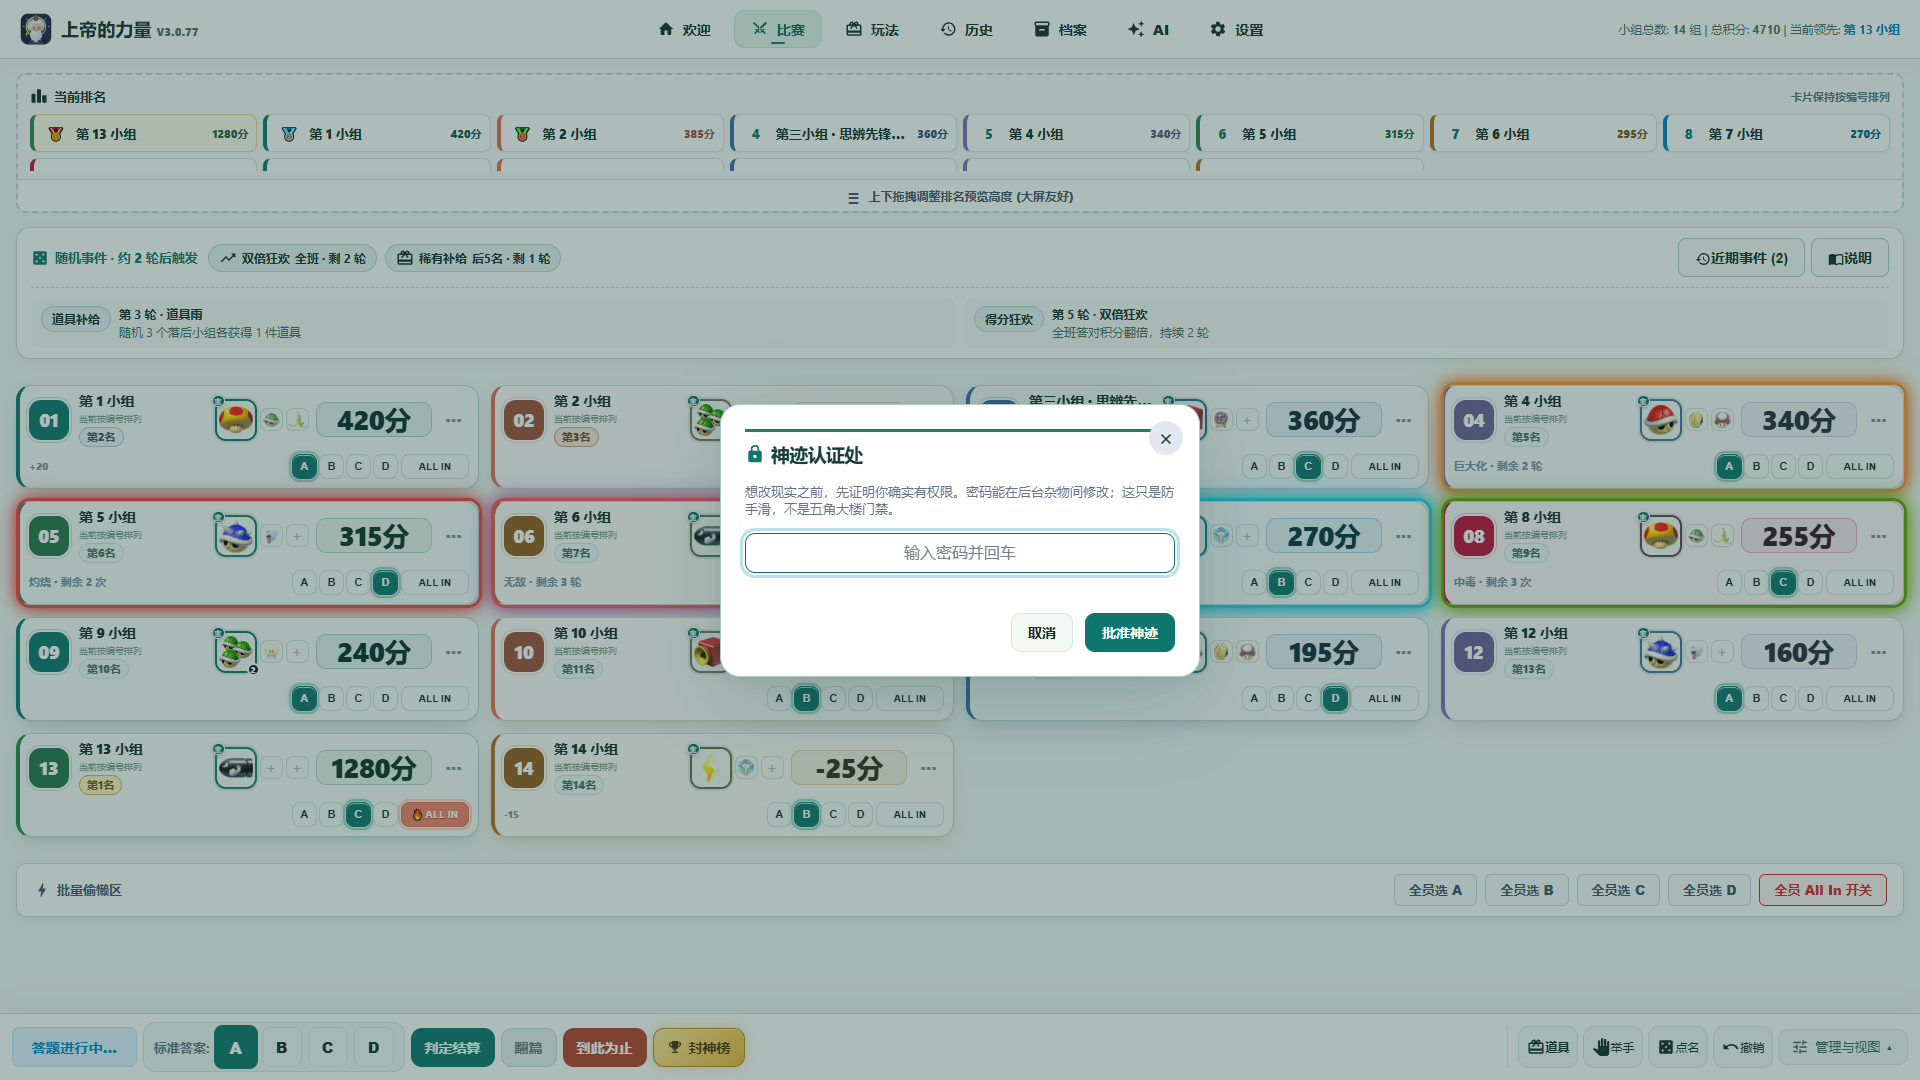 上帝的力量 V3.0.77
欢迎
比赛
玩法
历史
档案
AI
设置
小组总数: 14 组 | 总积分: 4710 | 当前领先: 第 13 小组
当前排名
卡片保持按编号排列
第 13 小组 1280分
第 1 小组 420分
第 2 小组 385分
4 第三小组·思辨先锋... 360分
5 第 4 小组 340分
6 第 5 小组 315分
7 第 6 小组 295分
8 第 7 小组 270分
上下拖拽调整排名预览高度 (大屏友好)
随机事件 · 约 2 轮后触发
双倍狂欢 全班 · 剩 2 轮
稀有补给 后5名 · 剩 1 轮
近期事件 (2)
说明
道具补给
第 3 轮 · 道具雨
随机 3 个落后小组各获得 1 件道具
得分狂欢
第 5 轮 · 双倍狂欢
全班答对积分翻倍，持续 2 轮
01
第 1 小组
当前按编号排列
第2名
420分
+20
A B C D ALL IN
02
第 2 小组
当前按编号排列
第3名
第三小组·思辨先...
360分
A B C D ALL IN
04
第 4 小组
当前按编号排列
第5名
340分
巨大化 · 剩余 2 轮
A B C D ALL IN
05
第 5 小组
当前按编号排列
第6名
315分
灼烧 · 剩余 2 次
A B C D ALL IN
06
第 6 小组
当前按编号排列
第7名
无敌 · 剩余 3 轮
270分
A B C D ALL IN
08
第 8 小组
当前按编号排列
第9名
255分
中毒 · 剩余 3 次
A B C D ALL IN
09
第 9 小组
当前按编号排列
第10名
2
240分
A B C D ALL IN
10
第 10 小组
当前按编号排列
第11名
A B C D ALL IN
195分
A B C D ALL IN
12
第 12 小组
当前按编号排列
第13名
160分
A B C D ALL IN
13
第 13 小组
当前按编号排列
第1名
1280分
A B C D ALL IN
14
第 14 小组
当前按编号排列
第14名
-25分
-15
A B C D ALL IN
神迹认证处
想改现实之前，先证明你确实有权限。密码能在后台杂物间修改；这只是防
手滑，不是五角大楼门禁。
输入密码并回车
取消
批准神迹
批量偷懒区
全员选 A
全员选 B
全员选 C
全员选 D
全员 All In 开关
答题进行中...
标准答案: A B C D
判定结算
翻篇
到此为止
封神榜
道具
举手
点名
撤销
管理与视图